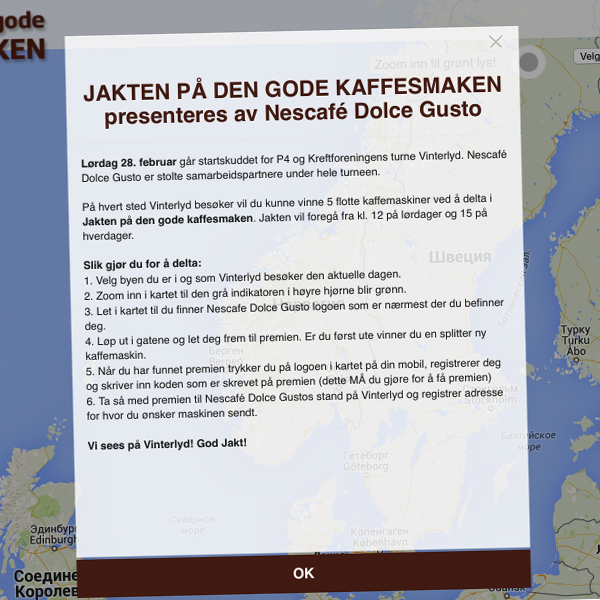 gode
KEN
Zoom inn til grønt lys!
Velg
JAKTEN PÅ DEN GODE KAFFESMAKEN
presenteres av Nescafé Dolce Gusto
Lørdag 28. februar går startskuddet for P4 og Kreftforeningens turne Vinterlyd. Nescafé
Dolce Gusto er stolte samarbeidspartnere under hele turneen.
På hvert sted Vinterlyd besøker vil du kunne vinne 5 flotte kaffemaskiner ved å delta i
Jakten på den gode kaffesmaken. Jakten vil foregå fra kl. 12 på lørdager og 15 på
hverdager.
Slik gjør du for å delta:
1. Velg byen du er i og som Vinterlyd besøker den aktuelle dagen.
2. Zoom inn i kartet til den grå indikatoren i høyre hjørne blir grønn.
3. Let i kartet til du finner Nescafe Dolce Gusto logoen som er nærmest der du befinner
deg.
4. Løp ut i gatene og let deg frem til premien. Er du først ute vinner du en splitter ny
kaffemaskin.
5. Når du har funnet premien trykker du på logoen i kartet på din mobil, registrerer deg
og skriver inn koden som er skrevet på premien (dette MÅ du gjøre for å få premien)
6. Ta så med premien til Nescafé Dolce Gustos stand på Vinterlyd og registrer adresse
for hvor du ønsker maskinen sendt.
Vi sees på Vinterlyd! God Jakt!
OK
Швеция
Турку
Turku
Åbo
Берген
Bergen
Stockholm
Балтийское
море
Гётеборг
Göteborg
Северное
море
Копенгаген
København
Эдинбург
Edinburgh
Соедине
Королев
Gdańsk